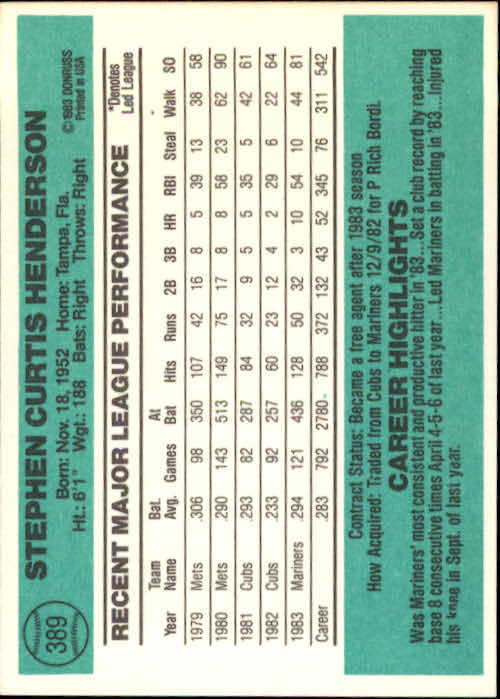 389
STEPHEN CURTIS HENDERSON
Born: Nov. 18, 1952 Home: Tampa, Fla.
Ht.: 6'1" Wgt.: 188 Bats: Right Throws: Right
© 1983 DONRUSS
Printed in USA
RECENT MAJOR LEAGUE PERFORMANCE
*Denotes
Led League
Year Team Name Bat. Avg. Games At Bat Hits Runs 2B 3B HR RBI Steal Walk SO
1979 Mets .306 98 350 107 42 16 8 5 39 13 38 58
1980 Mets .290 143 513 149 75 17 8 8 58 23 62 90
1981 Cubs .293 82 287 84 32 9 5 5 35 5 42 61
1982 Cubs .233 92 257 60 23 12 4 2 29 6 22 64
1983 Mariners .294 121 436 128 50 32 3 10 54 10 44 81
Career .283 792 2780 788 372 132 43 52 345 76 311 542
Contract Status: Became a free agent after 1983 season
How Acquired: Traded from Cubs to Mariners 12/9/82 for P Rich Bordi.
CAREER HIGHLIGHTS
Was Mariners' most consistent and productive hitter in '83...Set a club record by reaching
base 8 consecutive times April 4-5-6 of last year...Led Mariners in batting in '83...Injured
his knee in Sept. of last year.